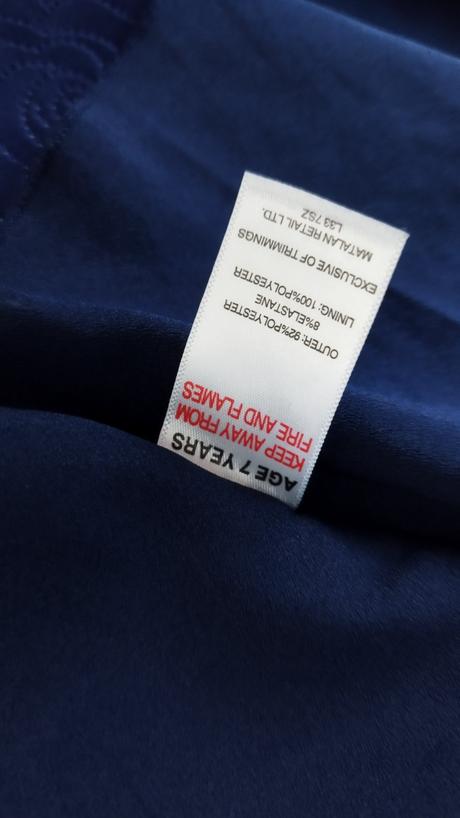 AGE 7 YEARS
KEEP AWAY FROM
FIRE AND FLAMES
OUTER: 92%POLYESTER
8%ELASTANE
LINING: 100%POLYESTER
EXCLUSIVE OF TRIMMINGS
MATALAN RETAIL LTD.
L33 7SZ